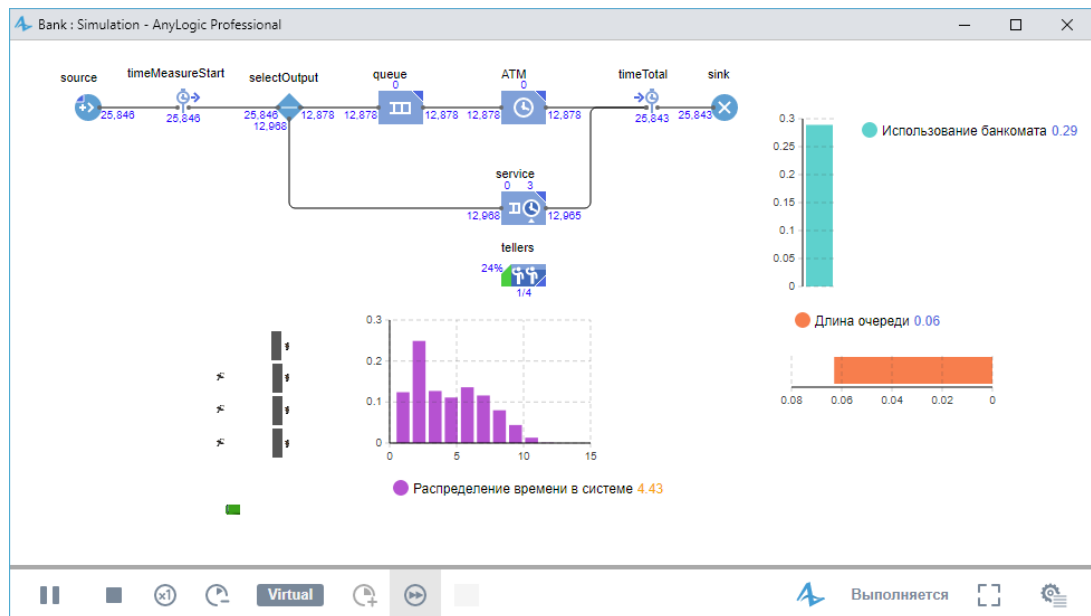 Bank : Simulation - AnyLogic Professional
source
timeMeasureStart
selectOutput
queue
ATM
timeTotal
sink
0
0
25,846
25,846
25,846
12,878
12,878
12,878
12,878
12,878
25,843
25,843
12,968
service
0 3
12,968
12,965
tellers
24%
1/4
0.3
0.25
0.2
0.15
0.1
0.05
0
Использование банкомата 0.29
Длина очереди 0.06
0.08 0.06 0.04 0.02 0
0.3
0.2
0.1
0
0 5 10 15
Распределение времени в системе 4.43
x1
Virtual
Выполняется